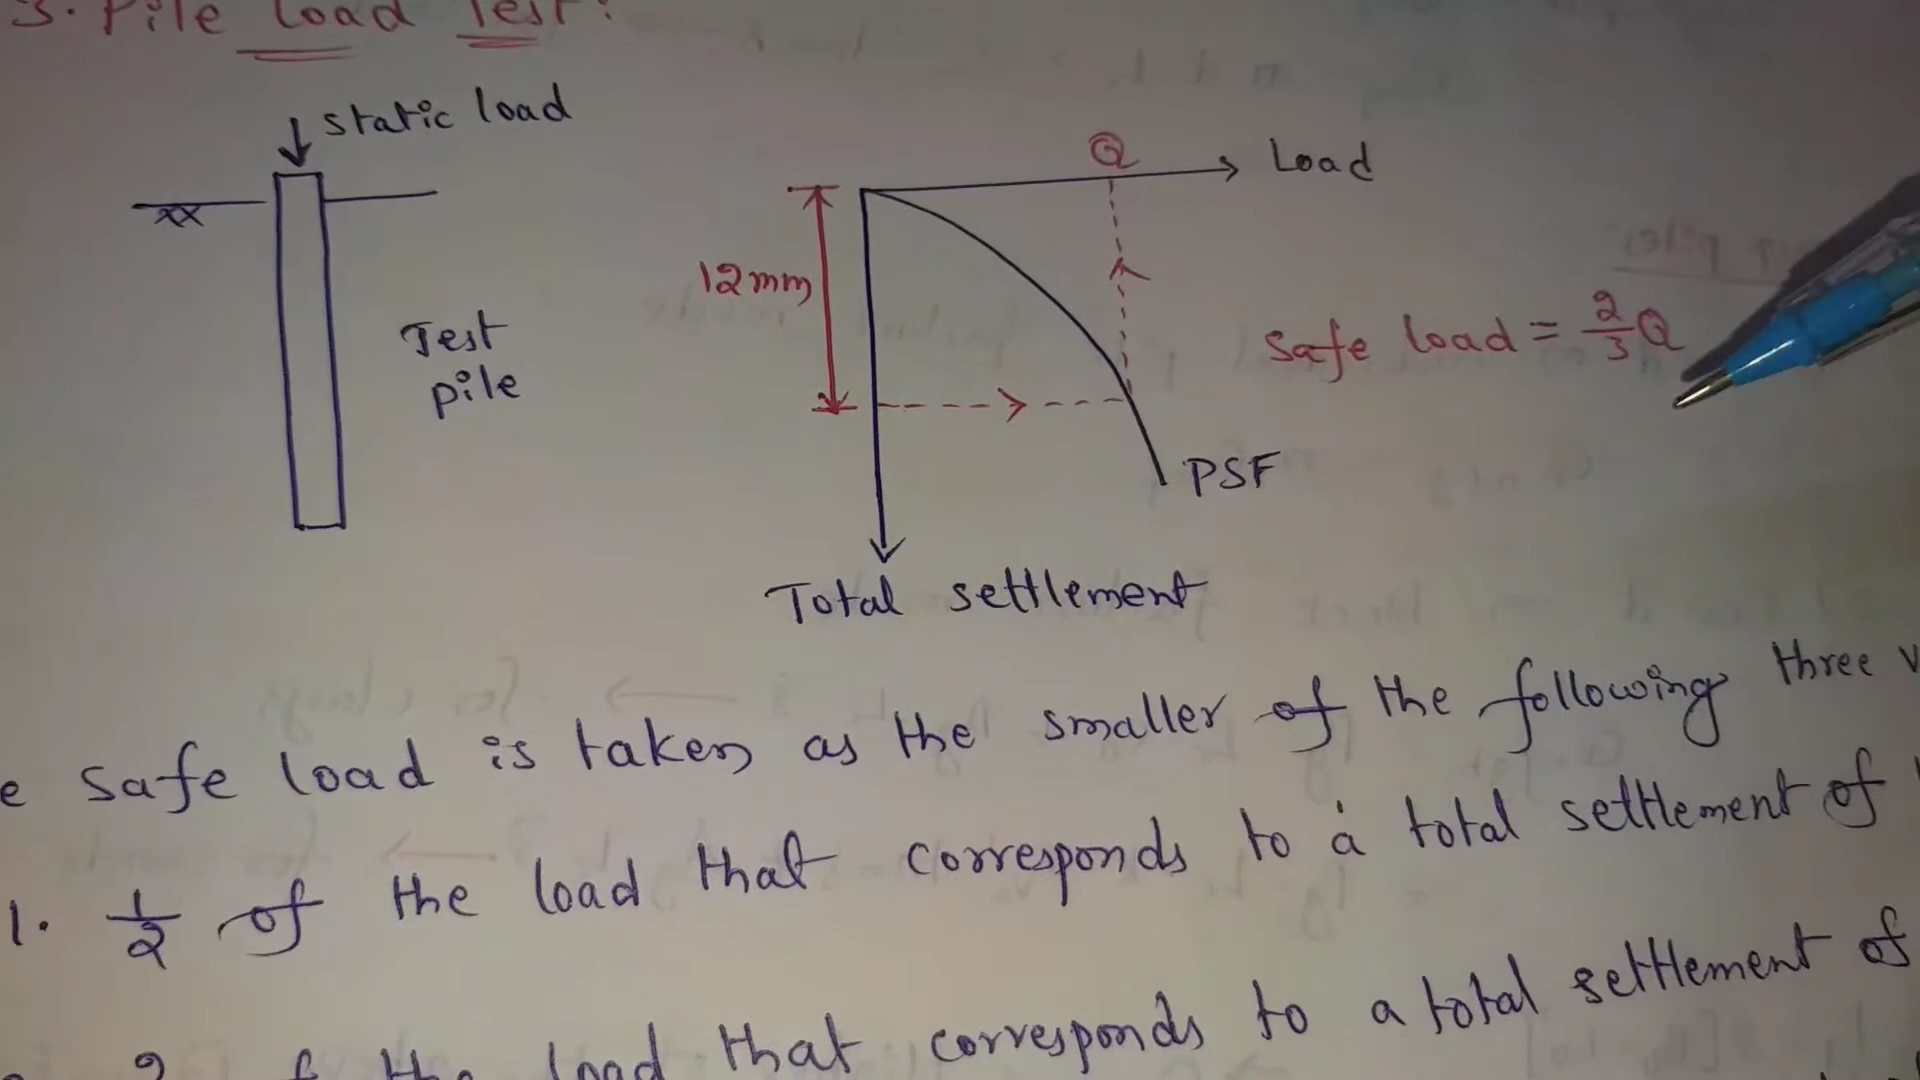 3. Pile Load Test:
static load
Q
Load
12mm
Test
pile
Safe load = 2/3 Q
PSF
Total settlement
e safe load is taken as the smaller of the following three
1. 1/2 of the load that corresponds to a total settlement of
the load that corresponds to a total settlement of